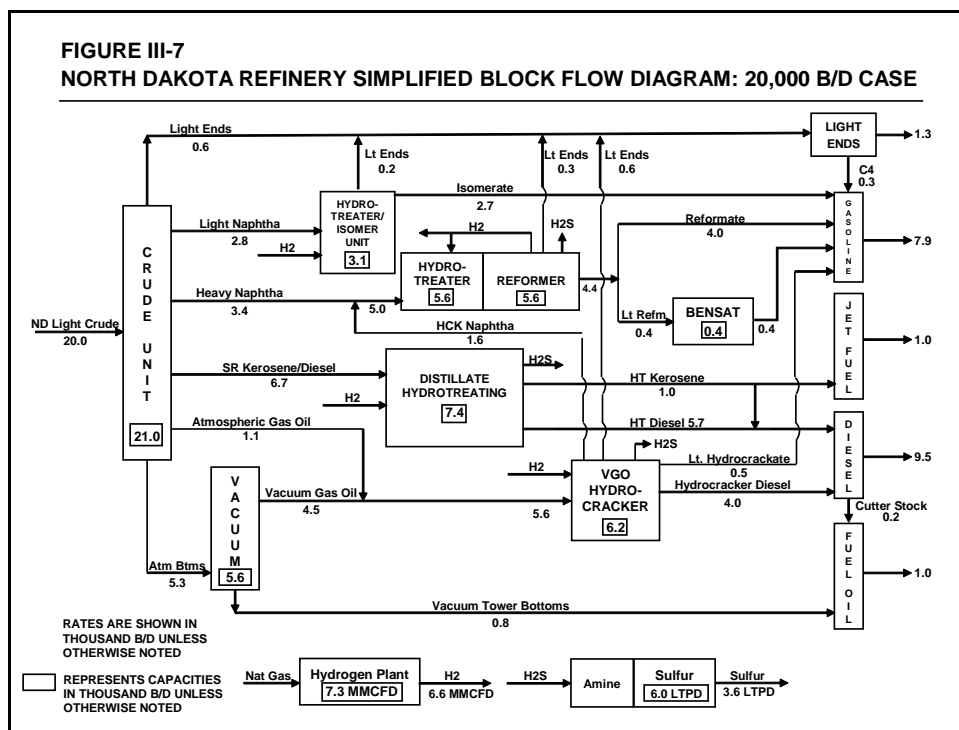 FIGURE III-7
NORTH DAKOTA REFINERY SIMPLIFIED BLOCK FLOW DIAGRAM: 20,000 B/D CASE
Light Ends
0.6
Lt Ends
0.2
Lt Ends
0.3
Lt Ends
0.6
LIGHT
ENDS
1.3
C4
0.3
Isomerate
2.7
HYDRO-
TREATER/
ISOMER
UNIT
3.1
Light Naphtha
2.8
H2
H2
H2S
Reformate
4.0
GASOLINE
7.9
CRUDE UNIT
21.0
HYDRO-
TREATER
5.6
REFORMER
5.6
4.4
Heavy Naphtha
3.4
5.0
Lt Refm
0.4
BENSAT
0.4
0.4
ND Light Crude
20.0
HCK Naphtha
1.6
JET FUEL
1.0
SR Kerosene/Diesel
6.7
H2
DISTILLATE
HYDROTREATING
7.4
H2S
HT Kerosene
1.0
HT Diesel 5.7
Atmospheric Gas Oil
1.1
H2S
DIESEL
9.5
H2
VGO
HYDRO-
CRACKER
6.2
Lt. Hydrocrackate
0.5
Hydrocracker Diesel
4.0
VACUUM
5.6
Vacuum Gas Oil
4.5
5.6
Cutter Stock
0.2
Atm Btms
5.3
FUEL OIL
1.0
Vacuum Tower Bottoms
0.8
RATES ARE SHOWN IN
THOUSAND B/D UNLESS
OTHERWISE NOTED
REPRESENTS CAPACITIES
IN THOUSAND B/D UNLESS
OTHERWISE NOTED
Nat Gas
Hydrogen Plant
7.3 MMCFD
H2
6.6 MMCFD
H2S
Amine
Sulfur
6.0 LTPD
Sulfur
3.6 LTPD